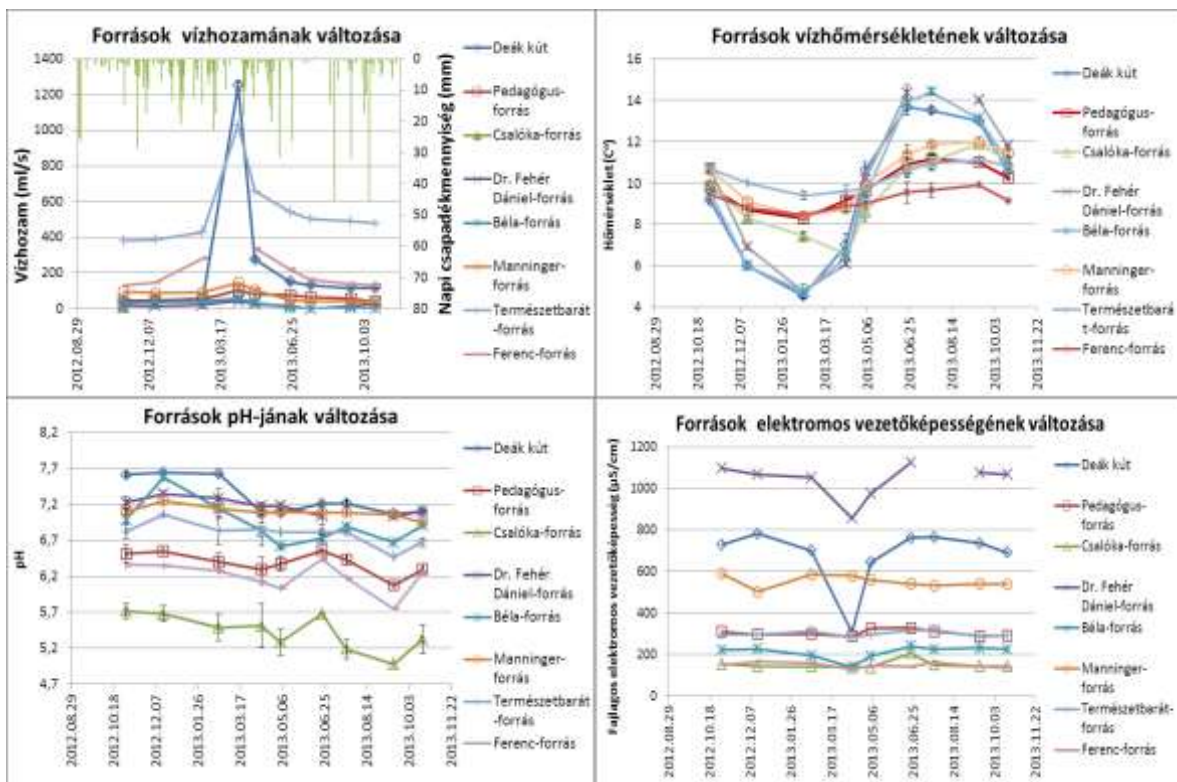 Források vízhozamának változása
Vízhozam (ml/s)
1400
1200
1000
800
600
400
200
0
0
10
20
30
40
50
60
70
80
Napi csapadékmennyiség (mm)
2012.08.29
2012.12.07
2013.03.17
2013.06.25
2013.10.03
Deák kút
Pedagógus-
forrás
Csalóka-forrás
Dr. Fehér
Dániel-forrás
Béla-forrás
Manninger-
forrás
Természetbarát
-forrás
Ferenc-forrás
Források vízhőmérsékletének változása
Hőmérséklet (C°)
16
14
12
10
8
6
4
2012.08.29
2012.10.18
2012.12.07
2013.01.26
2013.03.17
2013.05.06
2013.06.25
2013.08.14
2013.10.03
2013.11.22
Deák kút
Pedagógus-
forrás
Csalóka-forrás
Dr. Fehér
Dániel-forrás
Béla-forrás
Manninger-
forrás
Természetbará
t-forrás
Ferenc-forrás
Források pH-jának változása
pH
8,2
7,7
7,2
6,7
6,2
5,7
5,2
4,7
2012.08.29
2012.10.18
2012.12.07
2013.01.26
2013.03.17
2013.05.06
2013.06.25
2013.08.14
2013.10.03
2013.11.22
Deák kút
Pedagógus-
forrás
Csalóka-forrás
Dr. Fehér
Dániel-forrás
Béla-forrás
Manninger-
forrás
Természetbarát
-forrás
Ferenc-forrás
Források elektromos vezetőképességének változása
Fajlagos elektromos vezetőképesség (µS/cm)
1200
1000
800
600
400
200
0
2012.08.29
2012.10.18
2012.12.07
2013.01.26
2013.03.17
2013.05.06
2013.06.25
2013.08.14
2013.10.03
2013.11.22
Deák kút
Pedagógus-
forrás
Csalóka-forrás
Dr. Fehér
Dániel-forrás
Béla-forrás
Manninger-
forrás
Természetbarát-
forrás
Ferenc-forrás